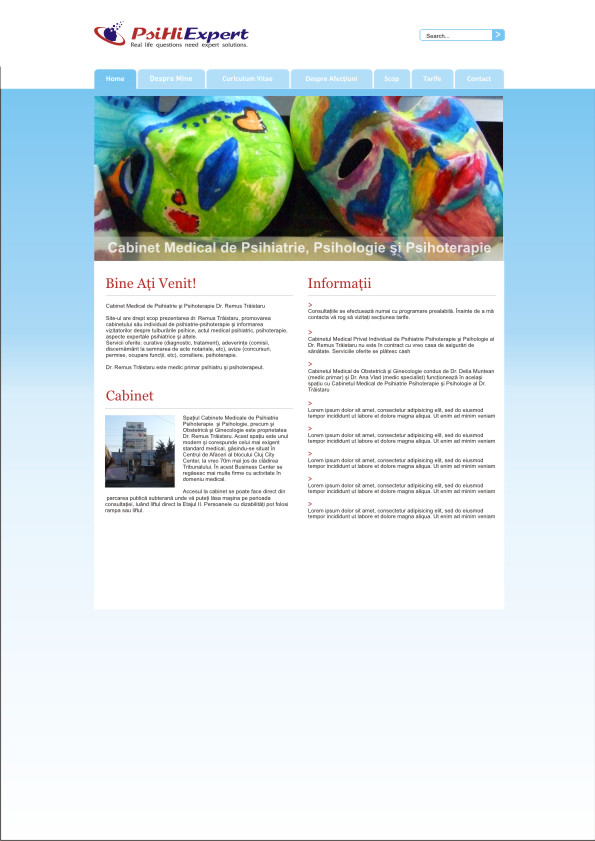 PsiHiExpert
Real life questions need expert solutions.
Search...
>
Home
Despre Mine
Curiculum Vitae
Despre Afecțiuni
Scop
Tarife
Contact
Cabinet Medical de Psihiatrie, Psihologie și Psihoterapie
Bine Ați Venit!
Cabinet Medical de Psihiatrie și Psihoterapie Dr. Remus Trăistaru
Site-ul are drept scop prezentarea dr. Remus Trăistaru, promovarea
cabinetului său individual de psihiatrie-psihoterapie și informarea
vizitatorilor despre tulburările psihice, actul medical psihiatric, psihoterapie,
aspecte expertale psihiatrice și altele.
Servicii oferite: curative (diagnostic, tratament), adeverințe (comisii,
discernământ la semnarea de acte notariale, etc), avize (concursuri,
permise, ocupare funcții, etc), consiliere, psihoterapie.
Dr. Remus Trăistaru este medic primar psihiatru și psihoterapeut.
Cabinet
Spațiul Cabinete Medicale de Psihiatrie
Psihoterapie și Psihologie, precum și
Obstetrică și Ginecologie este proprietatea
Dr. Remus Trăistaru. Acest spațiu este unul
modern și corespunde celui mai exigent
standard medical, găsindu-se situat în
Centrul de Afaceri al blocului Cluj City
Center, la vreo 70m mai jos de clădirea
Tribunalului. În acest Business Center se
regăsesc mai multe firme cu activitate în
domeniu medical.
Accesul la cabinet se poate face direct din
parcarea publică subterană unde vă puteți lăsa mașina pe perioada
consultației, luând liftul direct la Etajul II. Persoanele cu dizabilități pot folosi
rampa sau liftul.
Informații
>
Consultațiile se efectuează numai cu programare prealabilă. Înainte de a mă
contacta vă rog să vizitați secțiunea tarife.
>
Cabinetul Medical Privat Individual de Psihiatrie Psihoterapie și Psihologie al
Dr. Remus Trăistaru nu este în contract cu vreo casa de asigurări de
sănătate. Serviciile oferite se plătesc cash
>
Cabinetul Medical de Obstetrică și Ginecologie condus de Dr. Delia Muntean
(medic primar) și Dr. Ana Vlad (medic specialist) funcționează în același
spațiu cu Cabinetul Medical de Psihiatrie Psihoterapie și Psihologie al Dr.
Trăistaru
>
Lorem ipsum dolor sit amet, consectetur adipisicing elit, sed do eiusmod
tempor incididunt ut labore et dolore magna aliqua. Ut enim ad minim veniam
>
Lorem ipsum dolor sit amet, consectetur adipisicing elit, sed do eiusmod
tempor incididunt ut labore et dolore magna aliqua. Ut enim ad minim veniam
>
Lorem ipsum dolor sit amet, consectetur adipisicing elit, sed do eiusmod
tempor incididunt ut labore et dolore magna aliqua. Ut enim ad minim veniam
>
Lorem ipsum dolor sit amet, consectetur adipisicing elit, sed do eiusmod
tempor incididunt ut labore et dolore magna aliqua. Ut enim ad minim veniam
>
Lorem ipsum dolor sit amet, consectetur adipisicing elit, sed do eiusmod
tempor incididunt ut labore et dolore magna aliqua. Ut enim ad minim veniam